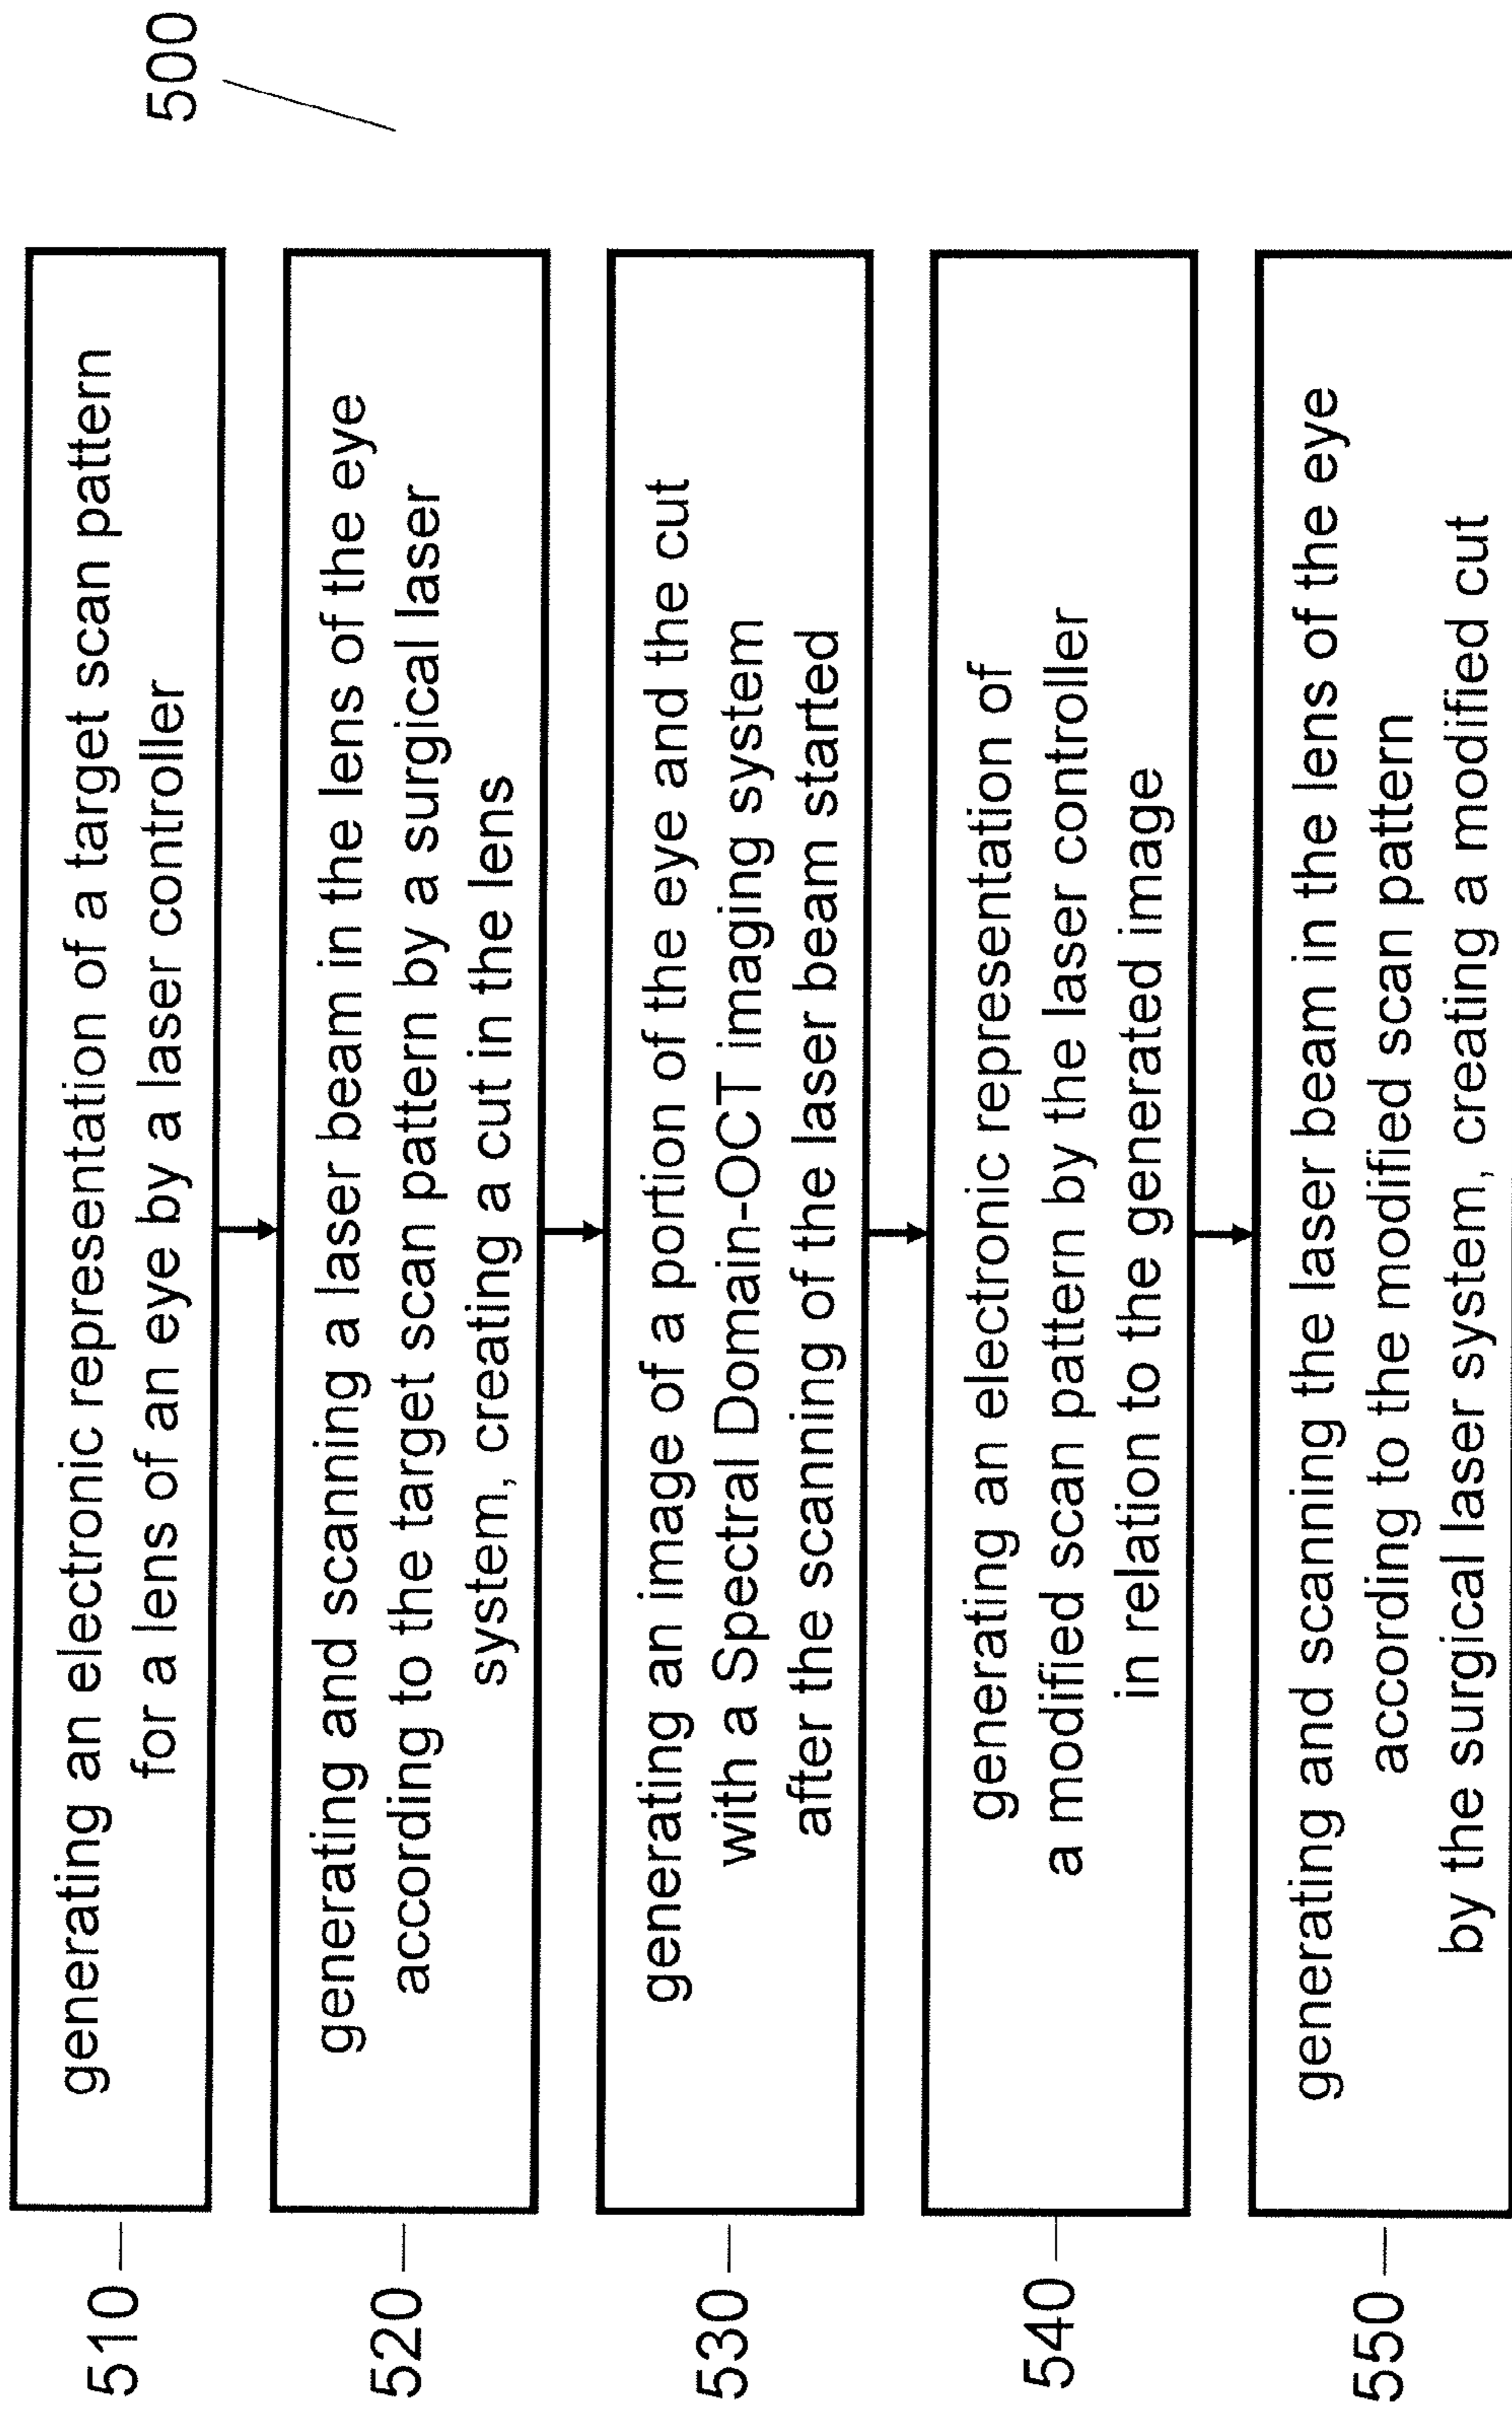 500
510
generating an electronic representation of a target scan pattern
for a lens of an eye by a laser controller
520
generating and scanning a laser beam in the lens of the eye
according to the target scan pattern by a surgical laser
system, creating a cut in the lens
530
generating an image of a portion of the eye and the cut
with a Spectral Domain-OCT imaging system
after the scanning of the laser beam started
540
generating an electronic representation of
a modified scan pattern by the laser controller
in relation to the generated image
550
generating and scanning the laser beam in the lens of the eye
according to the modified scan pattern
by the surgical laser system, creating a modified cut